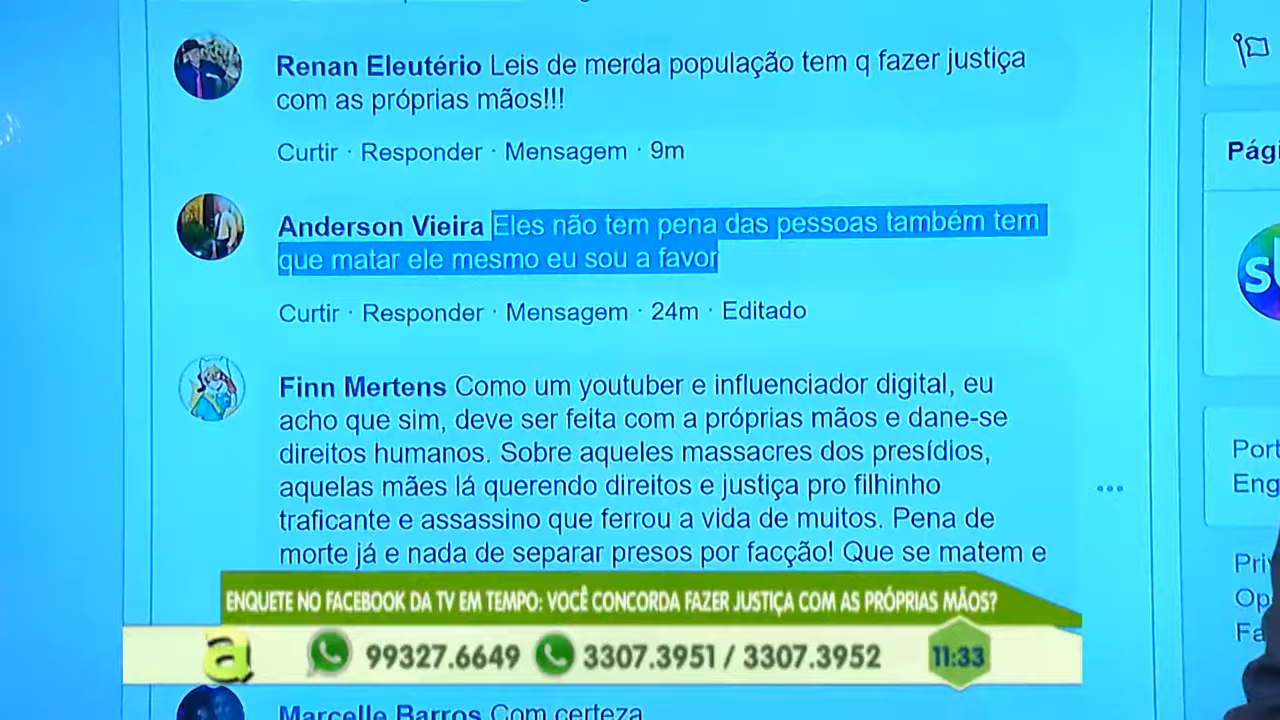 Renan Eleutério Leis de merda população tem q fazer justiça
com as próprias mãos!!!
Curtir · Responder · Mensagem · 9m
Anderson Vieira Eles não tem pena das pessoas também tem
que matar ele mesmo eu sou a favor
Curtir · Responder · Mensagem · 24m · Editado
Finn Mertens Como um youtuber e influenciador digital, eu
acho que sim, deve ser feita com a próprias mãos e dane-se
direitos humanos. Sobre aqueles massacres dos presídios,
aquelas mães lá querendo direitos e justiça pro filhinho
traficante e assassino que ferrou a vida de muitos. Pena de
morte já e nada de separar presos por facção! Que se matem e
Pági
Port
Eng
Priv
Op
Fa
ENQUETE NO FACEBOOK DA TV EM TEMPO: VOCÊ CONCORDA FAZER JUSTIÇA COM AS PRÓPRIAS MÃOS?
a 99327.6649 3307.3951 / 3307.3952 11:33
Marcelle Barros Com certeza